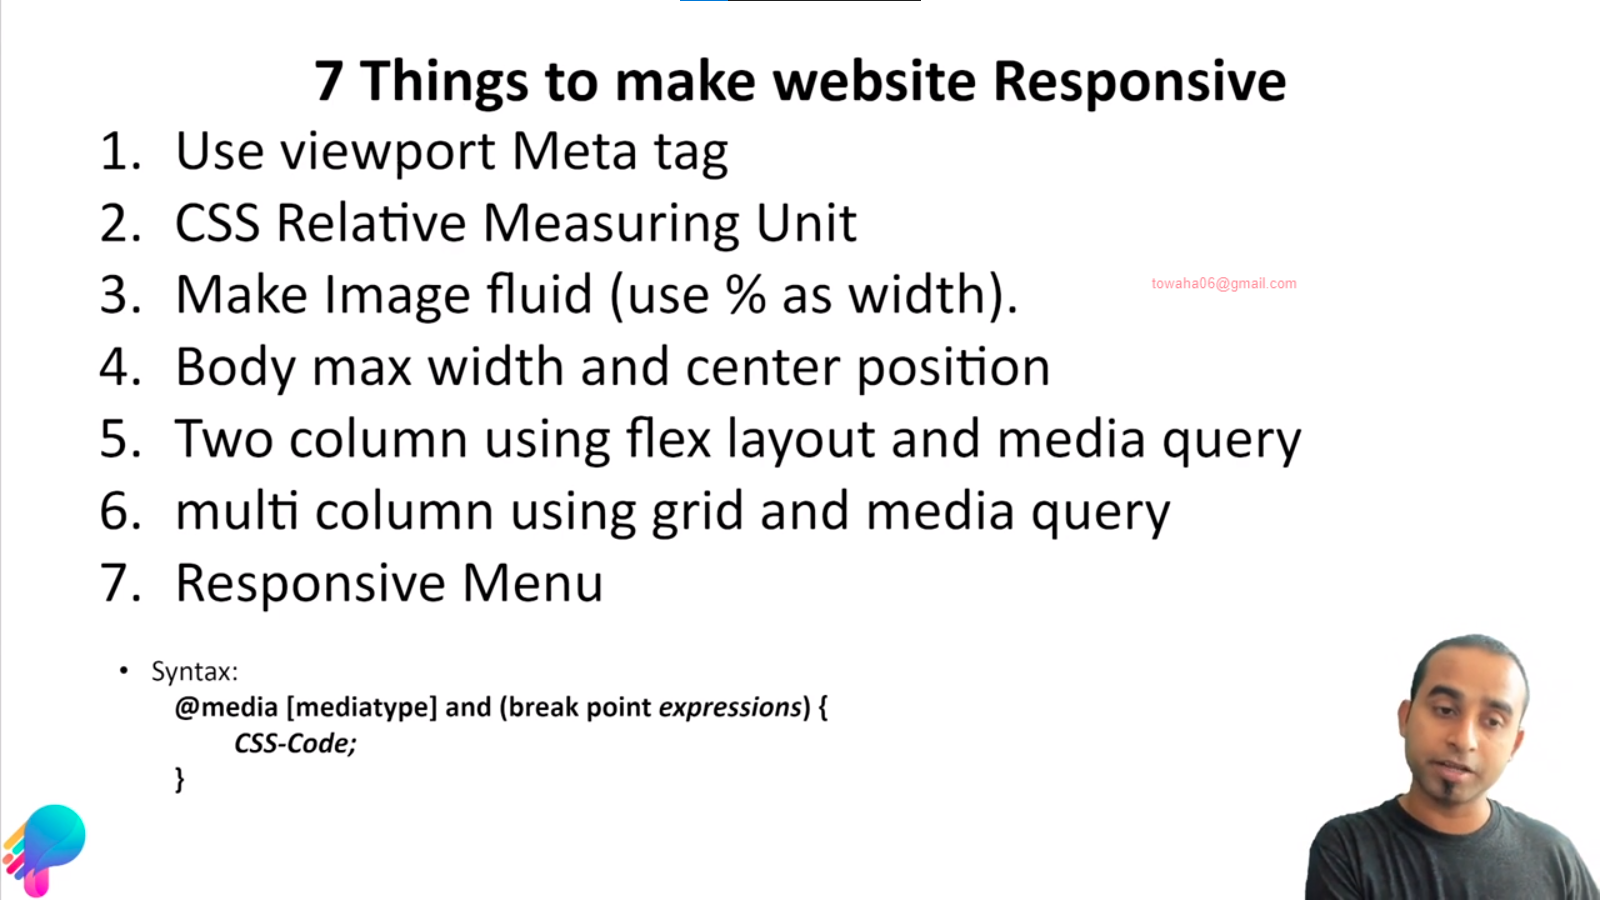 7 Things to make website Responsive
1. Use viewport Meta tag
2. CSS Relative Measuring Unit
3. Make Image fluid (use % as width).
towaha06@gmail.com
4. Body max width and center position
5. Two column using flex layout and media query
6. multi column using grid and media query
7. Responsive Menu
• Syntax:
@media [mediatype] and (break point expressions) {
CSS-Code;
}